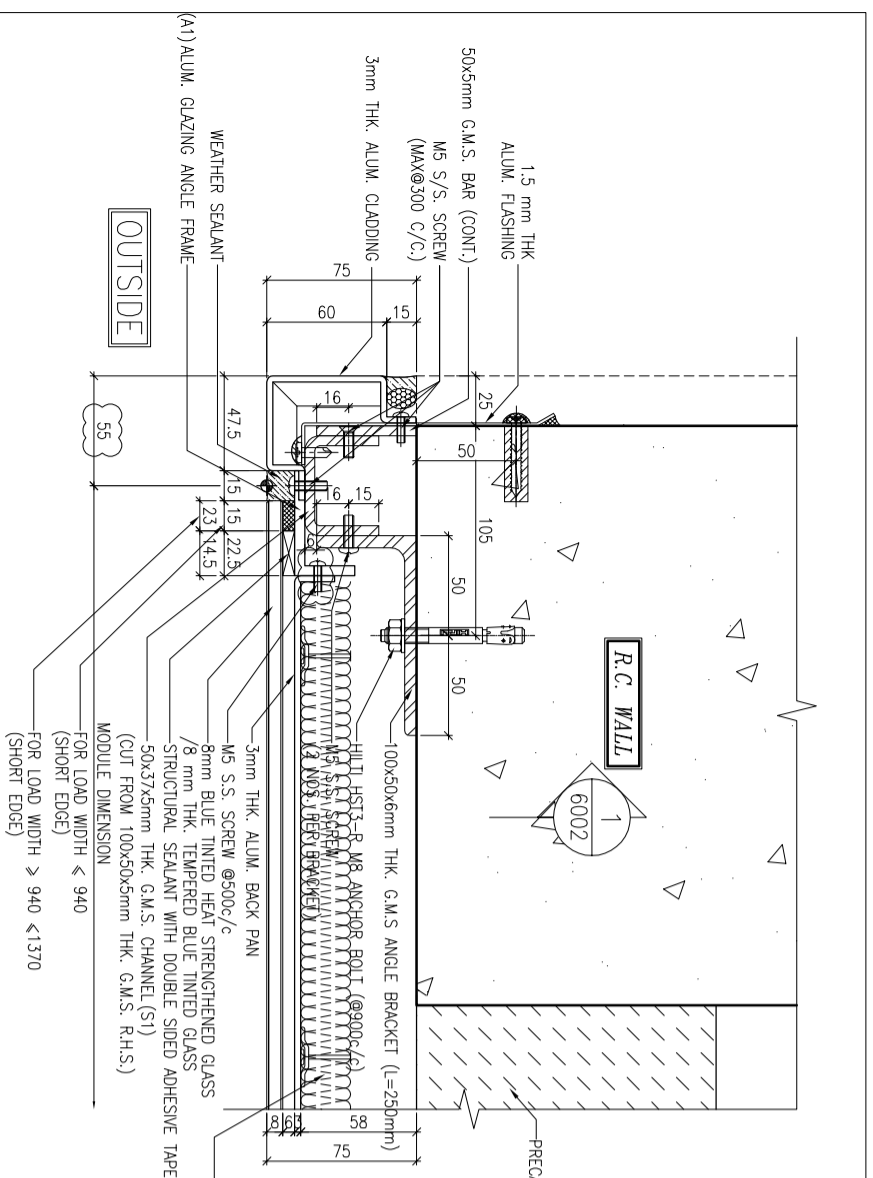 1.5 mm THK
ALUM. FLASHING
50x5mm G.M.S. BAR (CONT.)
M5 S/S. SCREW
(MAX@300 C/C.)
3mm THK. ALUM. CLADDING
WEATHER SEALANT
(A1)ALUM. GLAZING ANGLE FRAME
OUTSIDE
75
60
15
25
50
105
50
50
16
16
15
6
47.5
15
15
22.5
23
14.5
55
R.C. WALL
1
6002
100x50x6mm THK. G.M.S ANGLE BRACKET (L=250mm)
HILTI HST3-R M8 ANCHOR BOLT (@900c/c)
M5 S/S. SCREW
(2 NOS. PER BRACKET)
3mm THK. ALUM. BACK PAN
M5 S.S. SCREW @500c/c
8mm BLUE TINTED HEAT STRENGTHENED GLASS
/8 mm THK. TEMPERED BLUE TINTED GLASS
STRUCTURAL SEALANT WITH DOUBLE SIDED ADHESIVE TAPE
50x37x5mm THK. G.M.S. CHANNEL(S1)
(CUT FROM 100x50x5mm THK. G.M.S. R.H.S.)
MODULE DIMENSION
FOR LOAD WIDTH ⩽ 940
(SHORT EDGE)
FOR LOAD WIDTH ⩾ 940 ⩽1370
(SHORT EDGE)
8
6
3
58
75
PREC